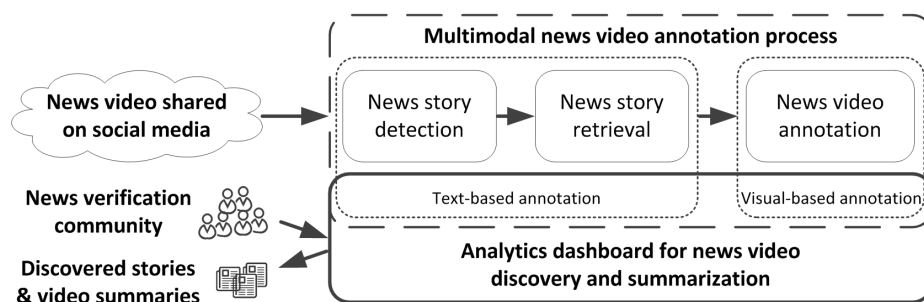 Multimodal news video annotation process
News video shared
on social media
News story
detection
News story
retrieval
News video
annotation
Text-based annotation
Visual-based annotation
News verification
community
Discovered stories
& video summaries
Analytics dashboard for news video
discovery and summarization